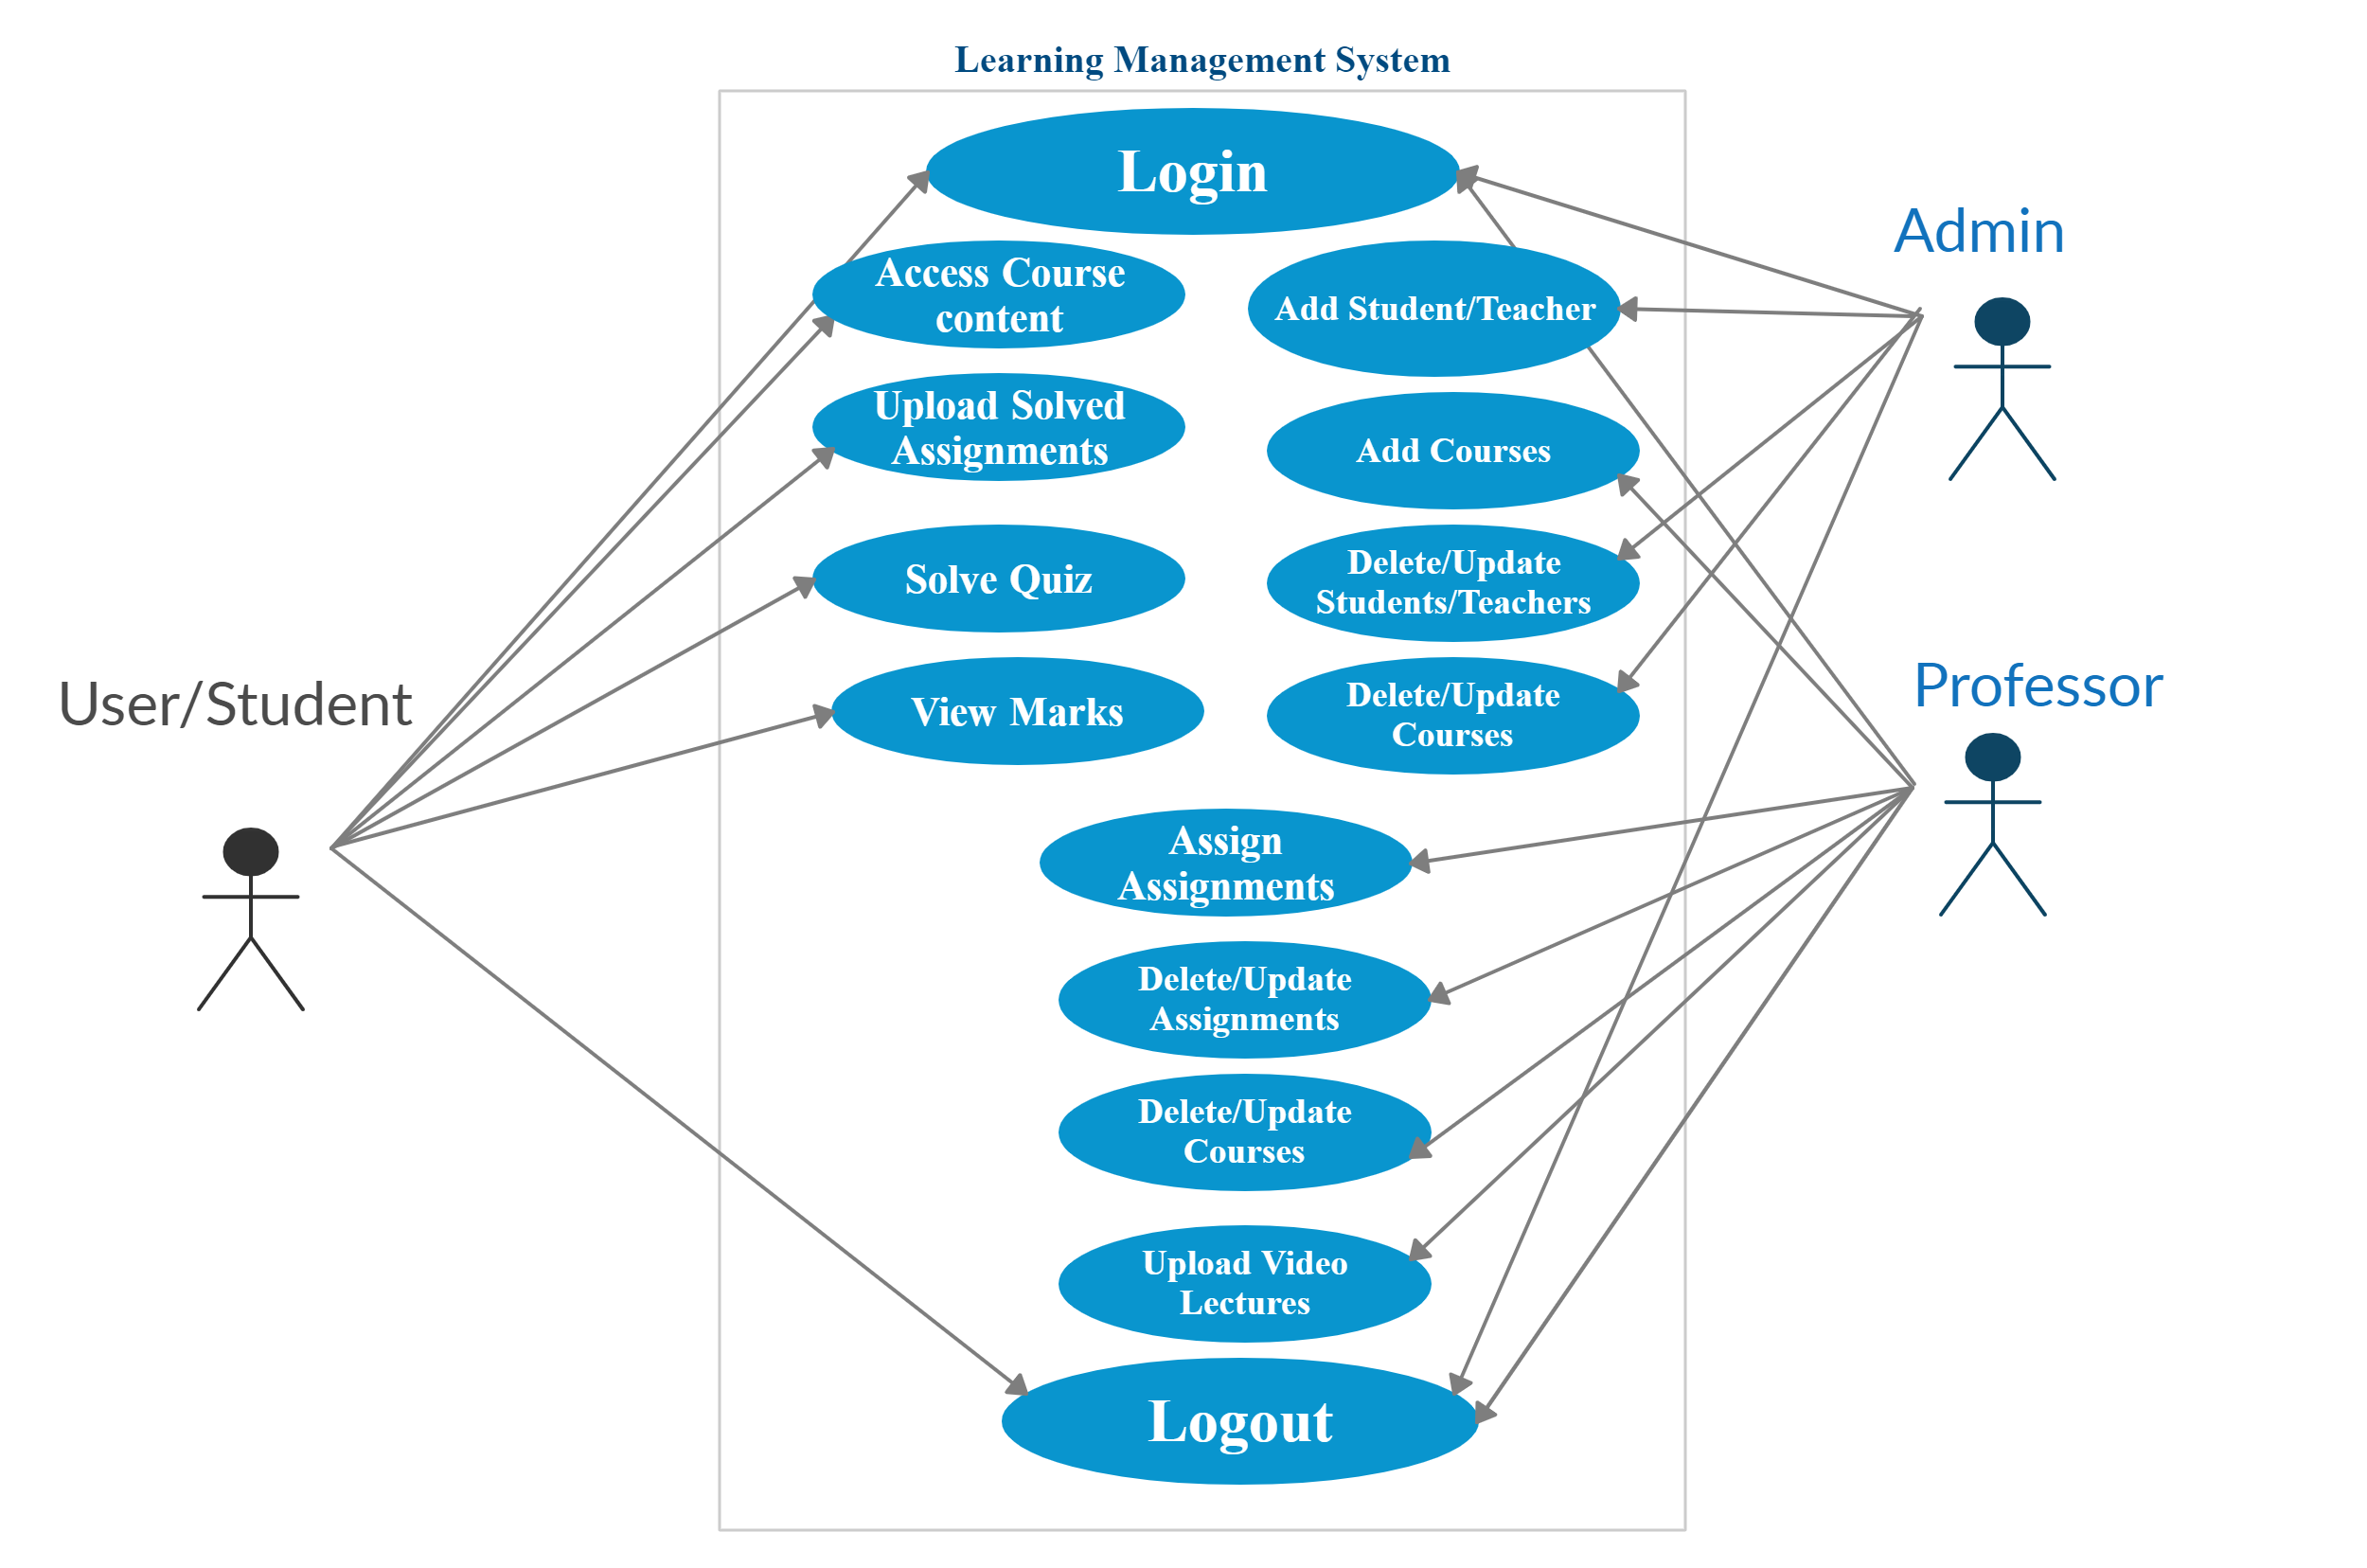 Learning Management System
Login
Admin
Access Course
content
Add Student/Teacher
Upload Solved
Assignments
Add Courses
Solve Quiz
Delete/Update
Students/Teachers
User/Student
View Marks
Delete/Update
Courses
Professor
Assign
Assignments
Delete/Update
Assignments
Delete/Update
Courses
Upload Video
Lectures
Logout